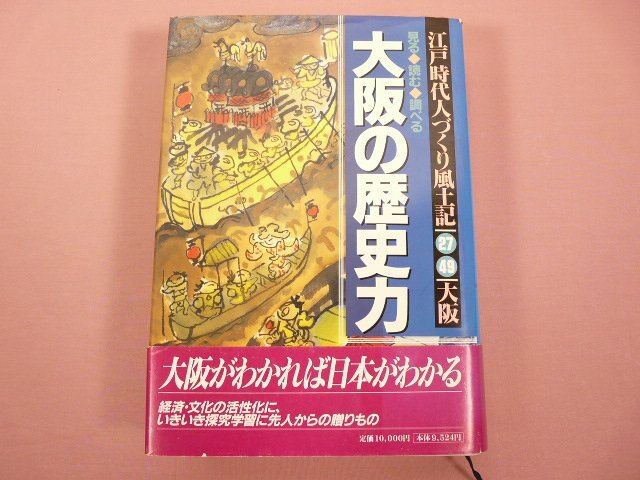 江戸時代人づくり風土記 27 49 大阪
見る◆読む◆調べる
大阪の歴史力
大阪がわかれば日本がわかる
経済・文化の活性化に、
いきいき探究学習に先人からの贈りもの
定価10,000円 本体9,524円